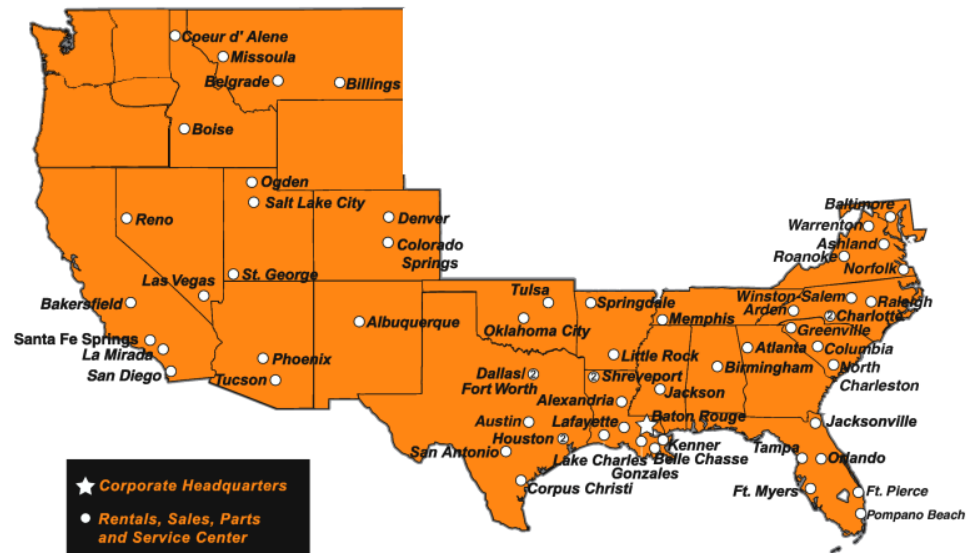 Coeur d' Alene
Missoula
Belgrade
Billings
Boise
Ogden
Salt Lake City
Reno
Denver
Colorado
Springs
Las Vegas
St. George
Bakersfield
Santa Fe Springs
La Mirada
San Diego
Phoenix
Tucson
Albuquerque
Tulsa
Oklahoma City
Springdale
Memphis
Little Rock
Dallas/ 2
Fort Worth
2 Shreveport
Jackson
Alexandria
Baton Rouge
Austin
Lafayette
Houston 2
Kenner
San Antonio
Lake Charles
Belle Chasse
Gonzales
Corpus Christi
Baltimore
Warrenton
Ashland
Roanoke
Norfolk
Winston-Salem
Raleigh
Arden
2 Charlotte
Greenville
Atlanta
Columbia
Birmingham
North
Charleston
Jacksonville
Tampa
Orlando
Ft. Myers
Ft. Pierce
Pompano Beach
Corporate Headquarters
Rentals, Sales, Parts
and Service Center